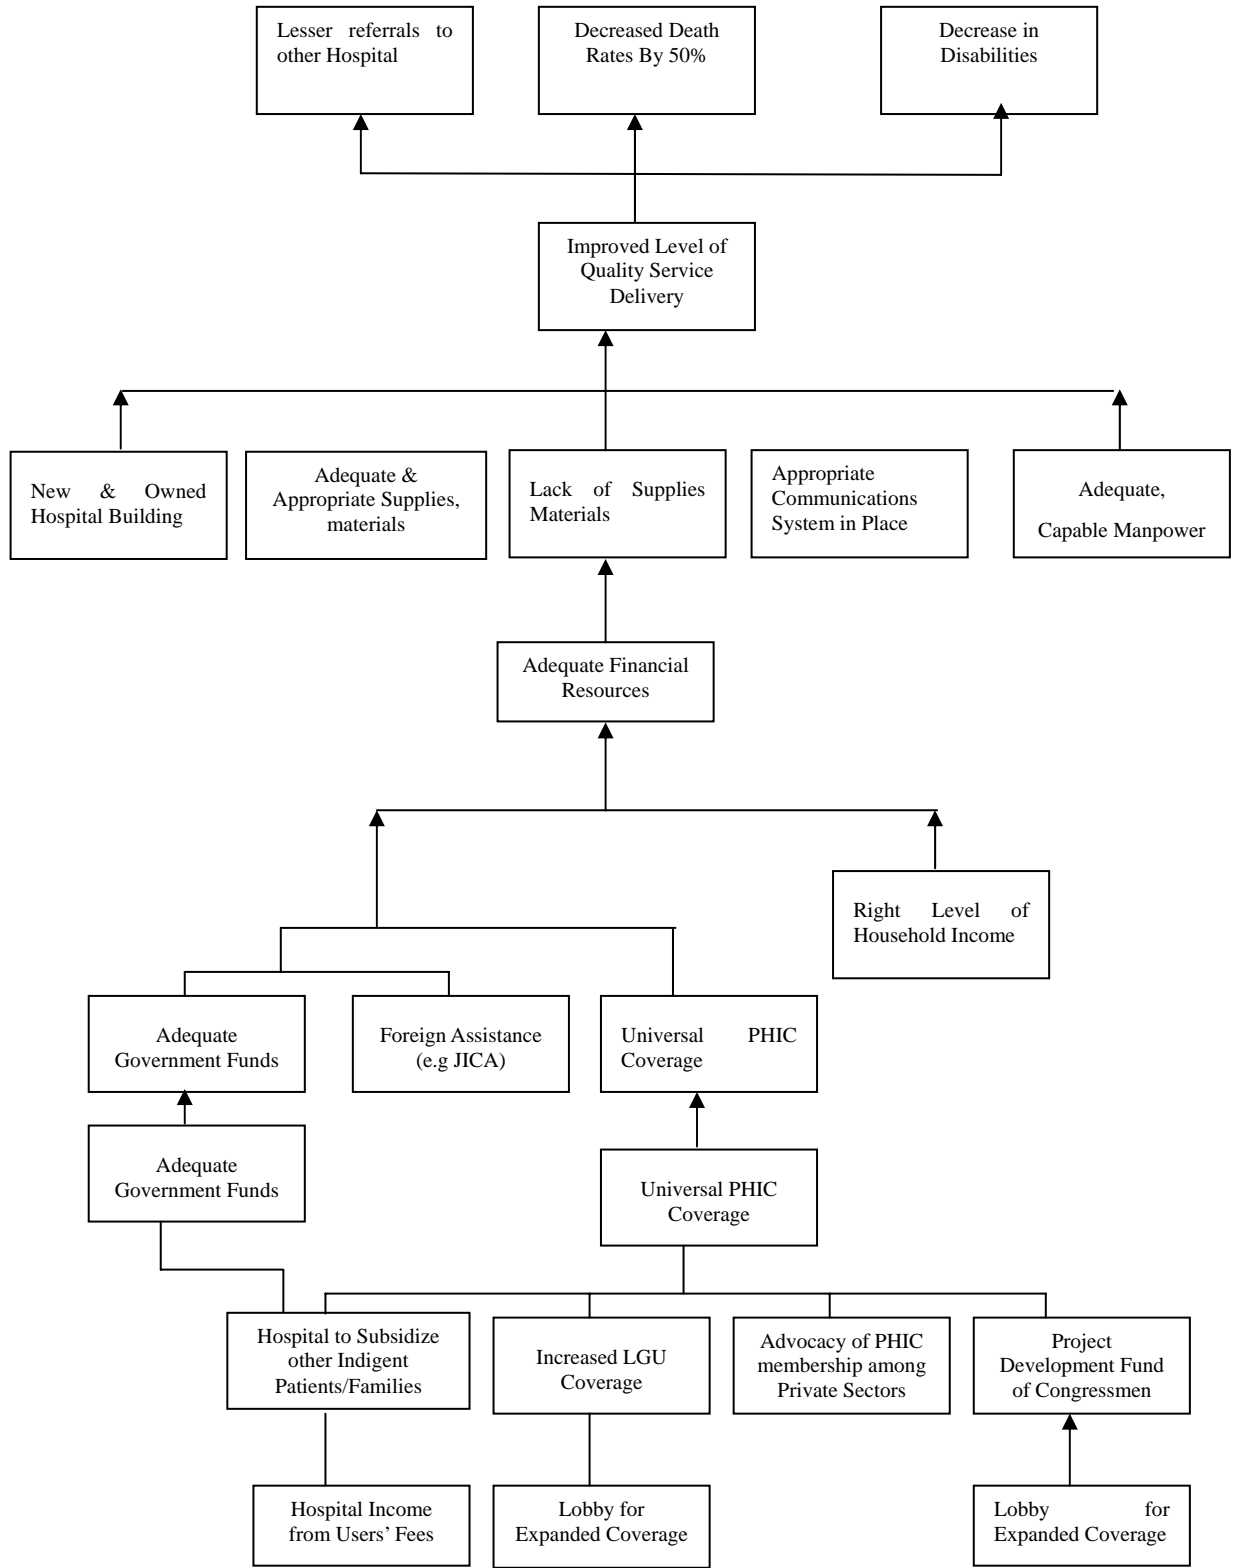 Lesser referrals to
other Hospital
Decreased Death
Rates By 50%
Decrease in
Disabilities
Improved Level of
Quality Service
Delivery
New & Owned
Hospital Building
Adequate &
Appropriate Supplies,
materials
Lack of Supplies
Materials
Appropriate
Communications
System in Place
Adequate,
Capable Manpower
Adequate Financial
Resources
Right Level of
Household Income
Adequate
Government Funds
Foreign Assistance
(e.g JICA)
Universal PHIC
Coverage
Adequate
Government Funds
Universal PHIC
Coverage
Hospital to Subsidize
other Indigent
Patients/Families
Increased LGU
Coverage
Advocacy of PHIC
membership among
Private Sectors
Project
Development Fund
of Congressmen
Hospital Income
from Users’ Fees
Lobby for
Expanded Coverage
Lobby for
Expanded Coverage